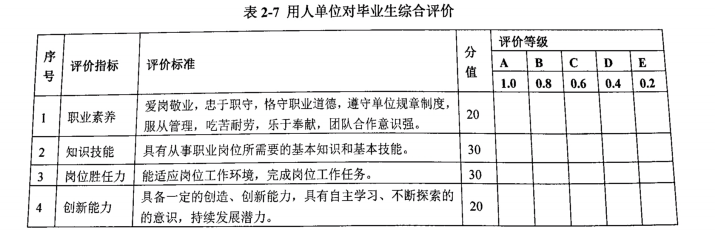 表 2-7 用人单位对毕业生综合评价
序号 评价指标 评价标准 分值 评价等级
A B C D E
1.0 0.8 0.6 0.4 0.2
1 职业素养 爱岗敬业，忠于职守，恪守职业道德，遵守单位规章制度，
服从管理，吃苦耐劳，乐于奉献，团队合作意识强。 20
2 知识技能 具有从事职业岗位所需要的基本知识和基本技能。 30
3 岗位胜任力 能适应岗位工作环境，完成岗位工作任务。 30
4 创新能力 具备一定的创造、创新能力，具有自主学习、不断探索的
的意识，持续发展潜力。 20